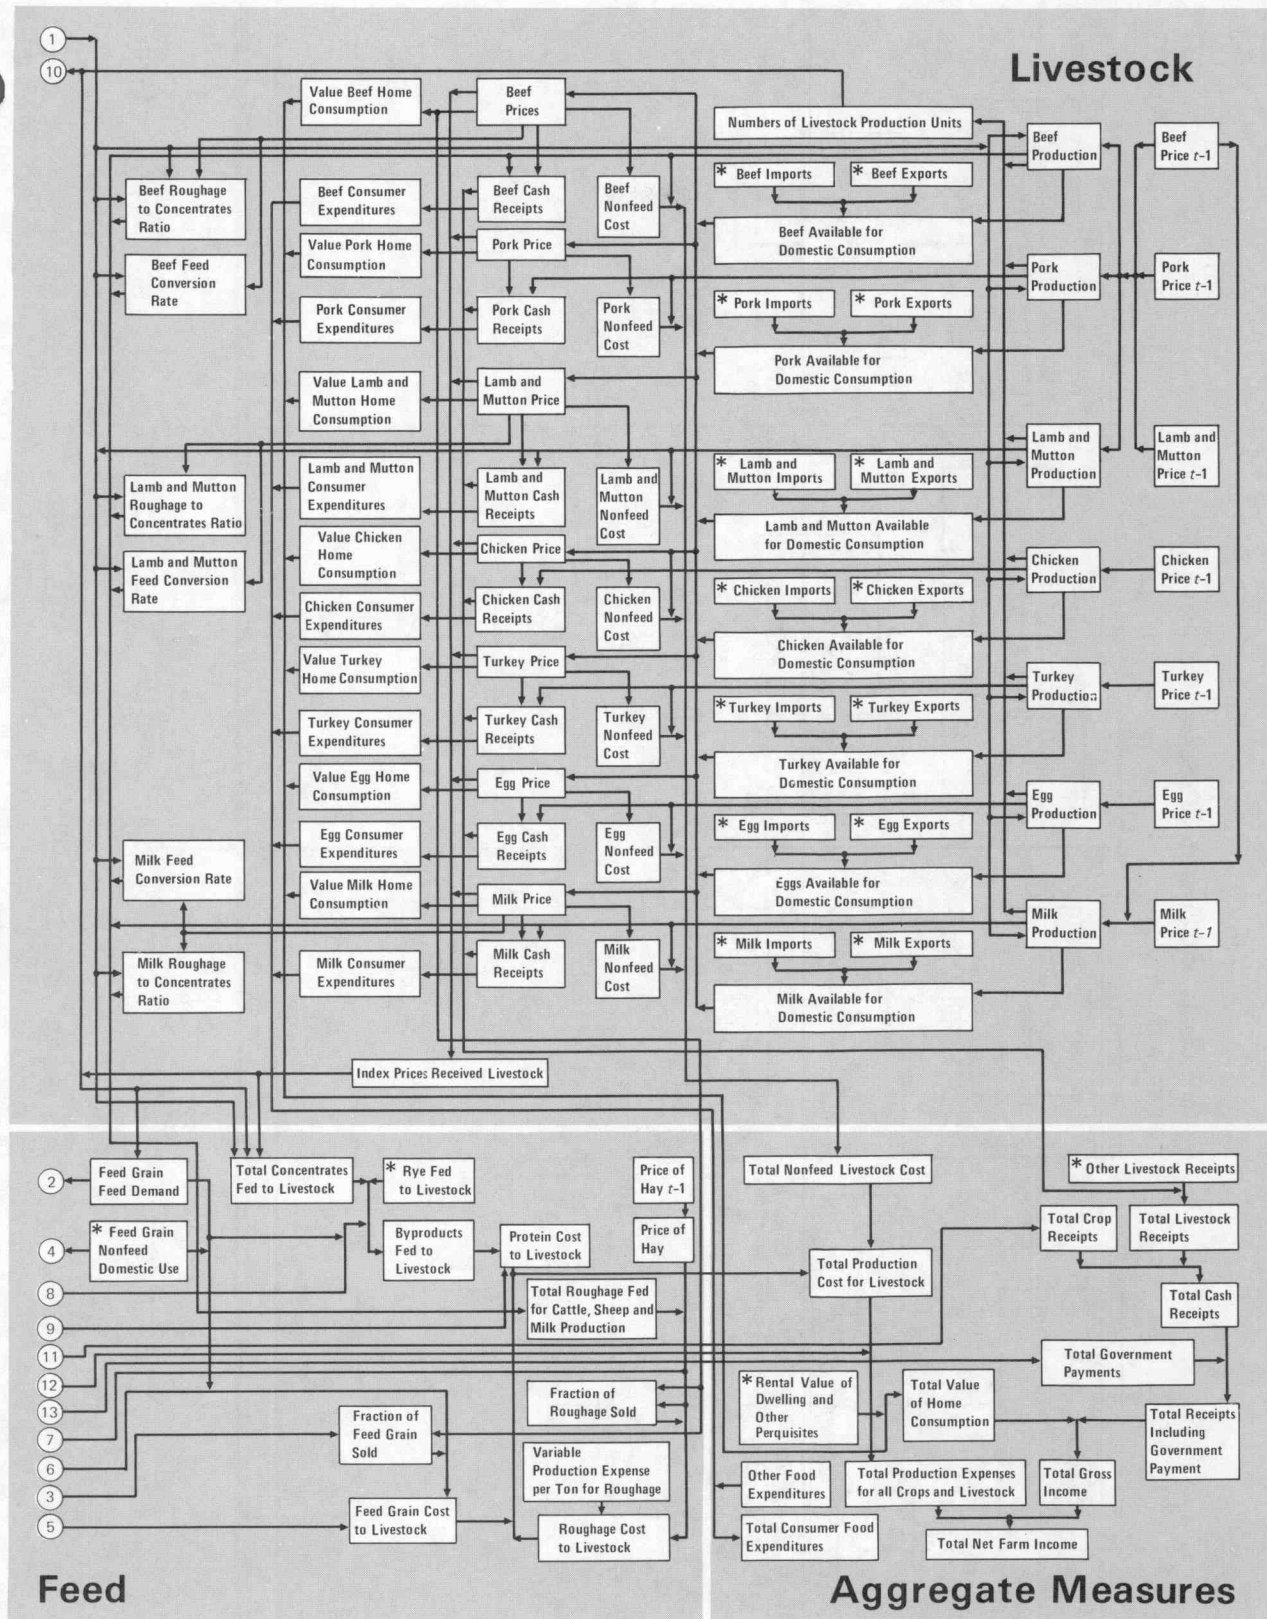 1
10
Livestock
Value Beef Home
Consumption
Beef
Prices
Numbers of Livestock Production Units
Beef
Production
Beef
Price t-1
* Beef Imports
* Beef Exports
Beef Roughage
to Concentrates
Ratio
Beef Consumer
Expenditures
Beef Cash
Receipts
Beef
Nonfeed
Cost
Beef Available for
Domestic Consumption
Value Pork Home
Consumption
Pork Price
Beef Feed
Conversion
Rate
Pork
Production
Pork
Price t-1
Pork Consumer
Expenditures
Pork Cash
Receipts
Pork
Nonfeed
Cost
* Pork Imports
* Pork Exports
Pork Available for
Domestic Consumption
Value Lamb and
Mutton Home
Consumption
Lamb and
Mutton Price
Lamb and
Mutton
Production
Lamb and
Mutton
Price t-1
Lamb and Mutton
Roughage to
Concentrates Ratio
Lamb and Mutton
Consumer
Expenditures
Lamb and
Mutton Cash
Receipts
Lamb and
Mutton
Nonfeed
Cost
* Lamb and
Mutton Imports
* Lamb and
Mutton Exports
Lamb and Mutton Available
for Domestic Consumption
Value Chicken
Home
Consumption
Chicken Price
Lamb and Mutton
Feed Conversion
Rate
Chicken
Production
Chicken
Price t-1
Chicken Consumer
Expenditures
Chicken Cash
Receipts
Chicken
Nonfeed
Cost
* Chicken Imports
* Chicken Exports
Chicken Available for
Domestic Consumption
Value Turkey
Home Consumption
Turkey Price
Turkey
Production
Turkey
Price t-1
Turkey Consumer
Expenditures
Turkey Cash
Receipts
Turkey
Nonfeed
Cost
* Turkey Imports
* Turkey Exports
Turkey Available for
Domestic Consumption
Value Egg Home
Consumption
Egg Price
Egg
Production
Egg
Price t-1
Egg Consumer
Expenditures
Egg Cash
Receipts
Egg
Nonfeed
Cost
* Egg Imports
* Egg Exports
Eggs Available for
Domestic Consumption
Milk Feed
Conversion Rate
Value Milk Home
Consumption
Milk Price
Milk
Production
Milk
Price t-1
Milk Roughage
to Concentrates
Ratio
Milk Consumer
Expenditures
Milk Cash
Receipts
Milk
Nonfeed
Cost
* Milk Imports
* Milk Exports
Milk Available for
Domestic Consumption
Index Prices Received Livestock
2
Feed Grain
Feed Demand
Total Concentrates
Fed to Livestock
* Rye Fed
to Livestock
Price of
Hay t-1
4
* Feed Grain
Nonfeed
Domestic Use
Byproducts
Fed to
Livestock
Protein Cost
to Livestock
Price of
Hay
8
9
11
12
13
7
6
3
5
Total Roughage Fed
for Cattle, Sheep and
Milk Production
Fraction of
Roughage Sold
Fraction of
Feed Grain
Sold
Variable
Production Expense
per Ton for Roughage
Feed Grain Cost
to Livestock
Roughage Cost
to Livestock
Feed
Total Nonfeed Livestock Cost
* Other Livestock Receipts
Total Crop
Receipts
Total Livestock
Receipts
Total Production
Cost for Livestock
Total Cash
Receipts
Total Government
Payments
* Rental Value of
Dwelling and
Other
Perquisites
Total Value
of Home
Consumption
Total Receipts
Including
Government
Payment
Other Food
Expenditures
Total Production Expenses
for all Crops and Livestock
Total Gross
Income
Total Consumer Food
Expenditures
Total Net Farm Income
Aggregate Measures